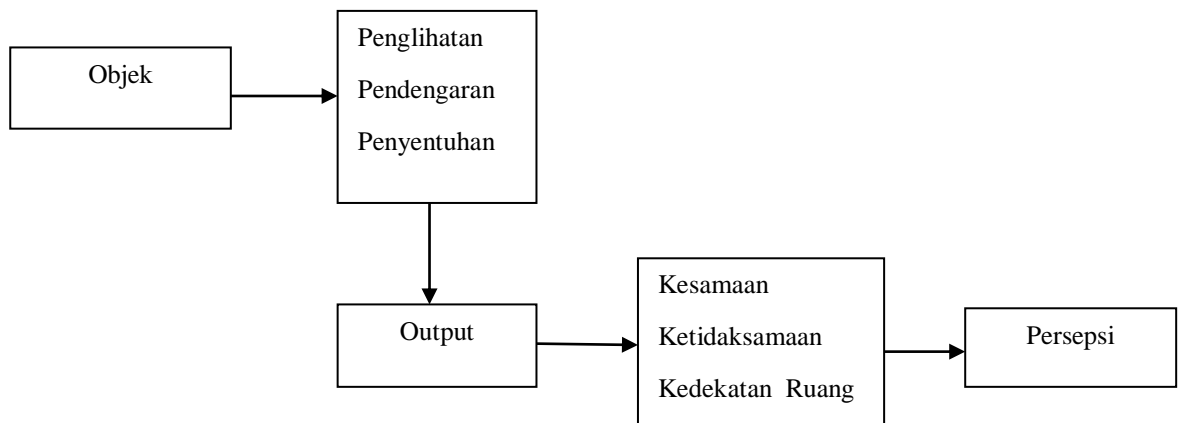 Objek
Penglihatan
Pendengaran
Penyentuhan
Output
Kesamaan
Ketidaksamaan
Kedekatan Ruang
Persepsi